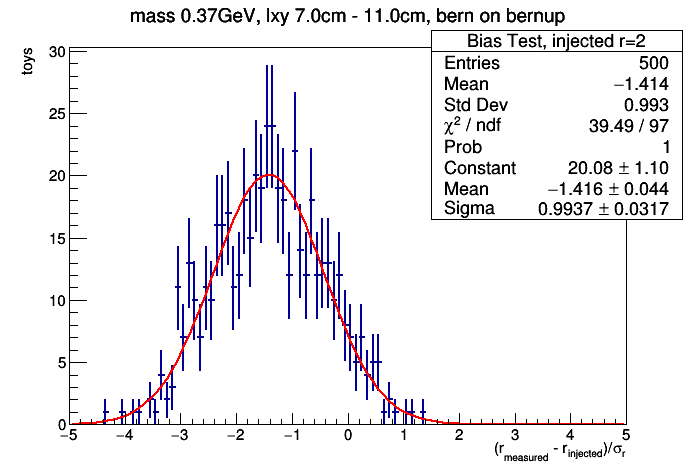 mass 0.37GeV, lxy 7.0cm - 11.0cm, bern on bernup
Bias Test, injected r=2
Entries 500
Mean −1.414
Std Dev 0.993
χ² / ndf 39.49 / 97
Prob 1
Constant 20.08 ± 1.10
Mean −1.416 ± 0.044
Sigma 0.9937 ± 0.0317
toys
30
25
20
15
10
5
0
−5 −4 −3 −2 −1 0 1 2 3 4 5
(r_measured - r_injected)/σ_r